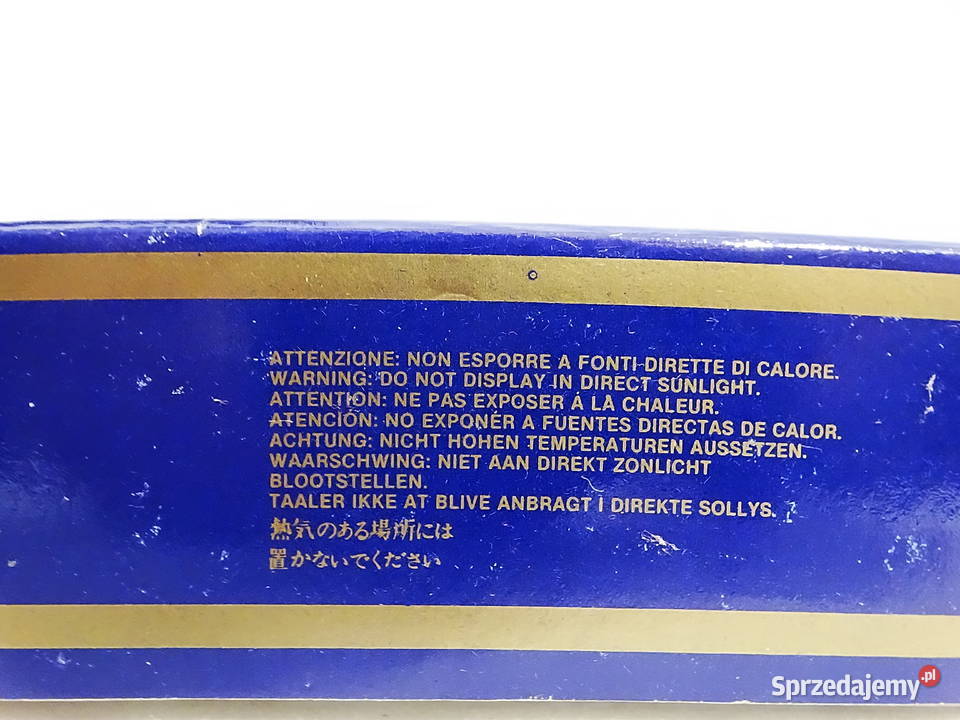 ATTENZIONE: NON ESPORRE A FONTI DIRETTE DI CALORE.
WARNING: DO NOT DISPLAY IN DIRECT SUNLIGHT.
ATTENTION: NE PAS EXPOSER Á LA CHALEUR.
ATENCIÓN: NO EXPONER A FUENTES DIRECTAS DE CALOR.
ACHTUNG: NICHT HOHEN TEMPERATUREN AUSSETZEN.
WAARSCHWING: NIET AAN DIREKT ZONLICHT
BLOOTSTELLEN.
TAALER IKKE AT BLIVE ANBRAGT I DIREKTE SOLLYS.
熱気のある場所には
置かないでください
Sprzedajemy.pl